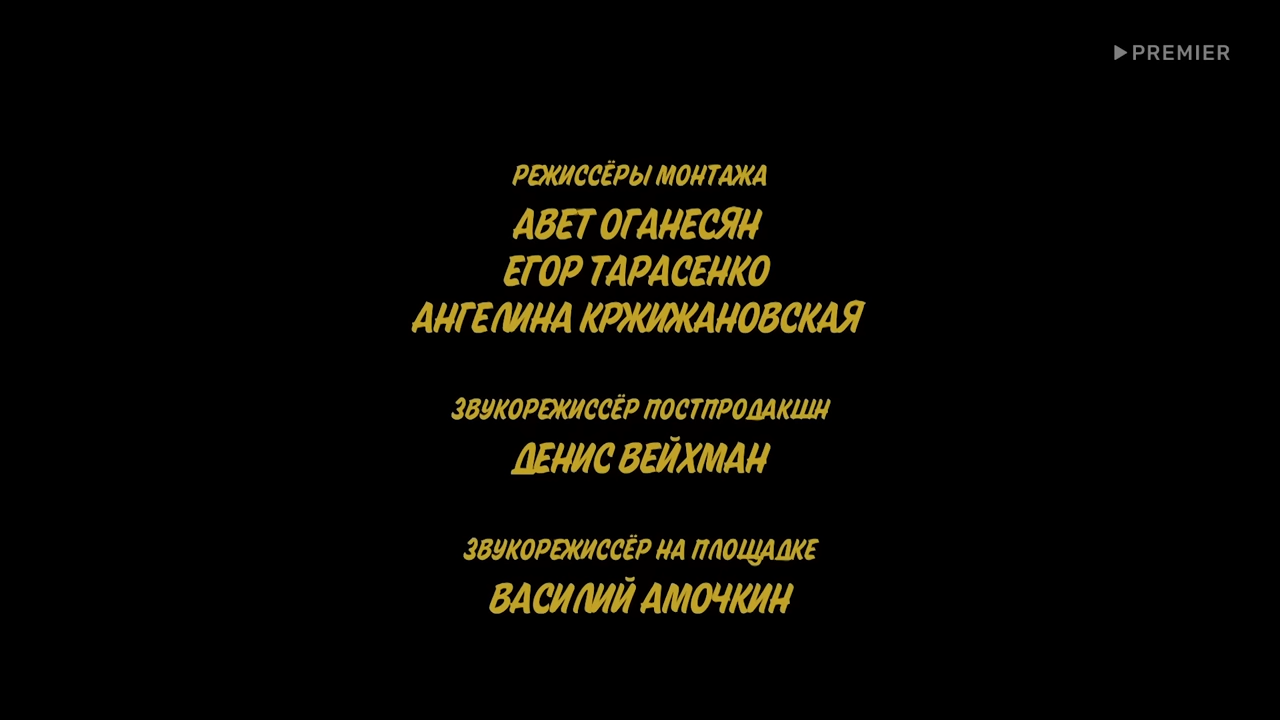 PREMIER
РЕЖИССЁРЫ МОНТАЖА
АВЕТ ОГАНЕСЯН
ЕГОР ТАРАСЕНКО
АНГЕЛИНА КРЖИЖАНОВСКАЯ
ЗВУКОРЕЖИССЁР ПОСТПРОДАКШН
ДЕНИС ВЕЙХМАН
ЗВУКОРЕЖИССЁР НА ПЛОЩАДКЕ
ВАСИЛИЙ АМОЧКИН